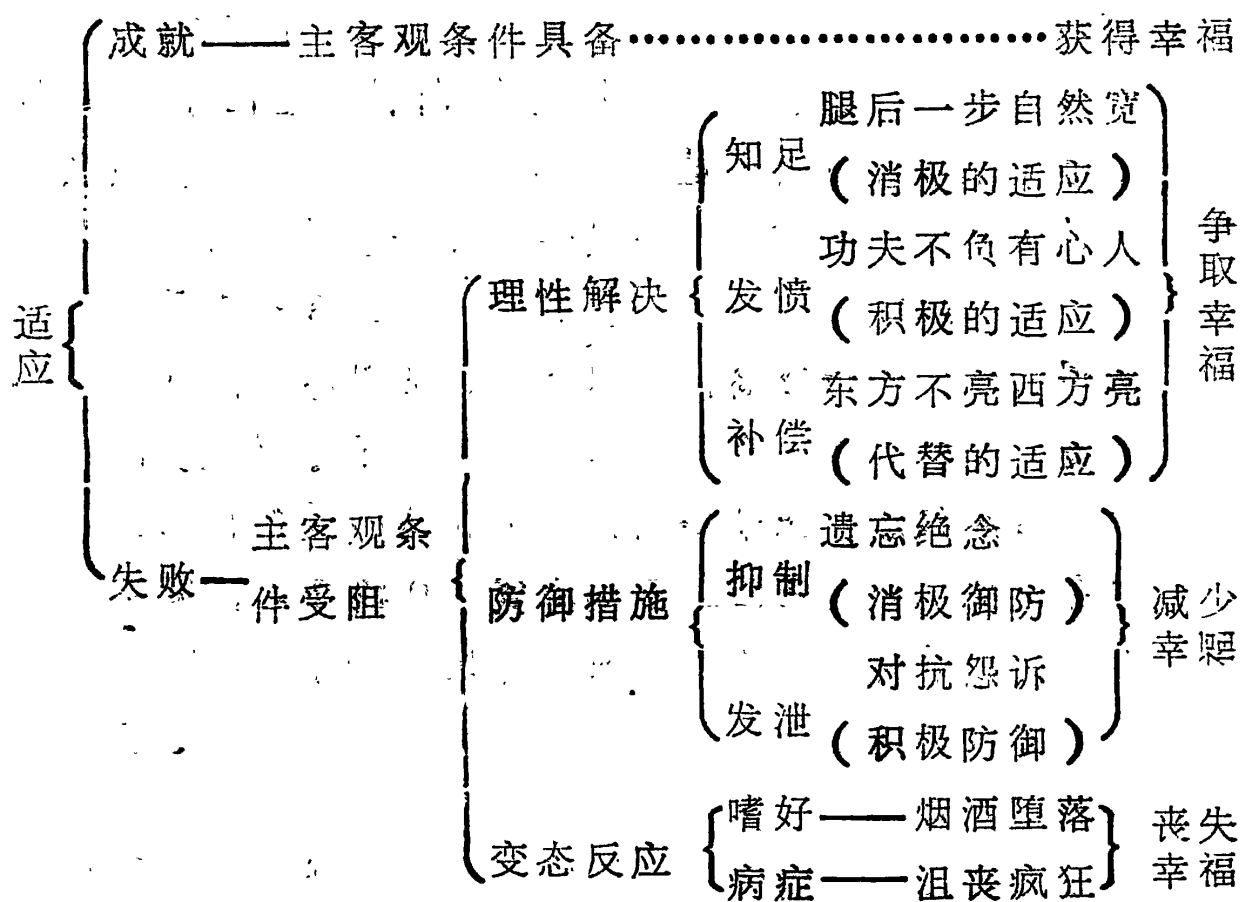 成就——主客观条件具备…………………………获得幸福
腿后一步自然宽
知足
(消极的适应)
功夫不负有心人
争取幸福
理性解决
发愤
(积极的适应)
适应
东方不亮西方亮
补偿
(代替的适应)
主客观条
遗忘绝念
失败—
件受阻
防御措施
抑制
(消极御防)
减少
幸
对抗怨诉
发泄
(积极防御)
嗜好——烟酒堕落
丧失
变态反应
幸福
病症——沮丧疯狂